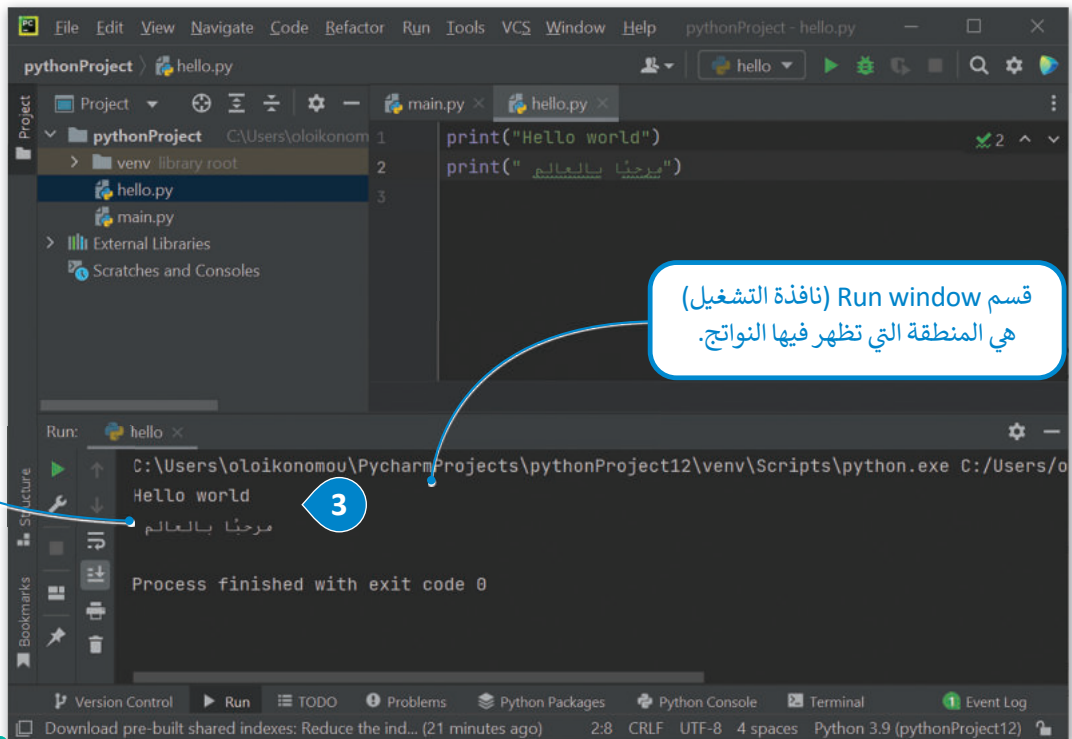 File Edit View Navigate Code Refactor Run Tools VCS Window Help pythonProject - hello.py
pythonProject hello.py hello
Project main.py hello.py
Project
pythonProject C:\Users\oloikonom
venv library root
hello.py
main.py
External Libraries
Scratches and Consoles
1 print("Hello world") 2
2 print(" مرحبًا بالعالم")
3
قسم Run window (نافذة التشغيل)
هي المنطقة التي تظهر فيها النواتج.
Run: hello
C:\Users\oloikonomou\PycharmProjects\pythonProject12\venv\Scripts\python.exe C:/Users/o
Hello world
3
مرحبًا بالعالم
Process finished with exit code 0
Structure
Bookmarks
Version Control Run TODO Problems Python Packages Python Console Terminal 1 Event Log
Download pre-built shared indexes: Reduce the ind... (21 minutes ago) 2:8 CRLF UTF-8 4 spaces Python 3.9 (pythonProject12)